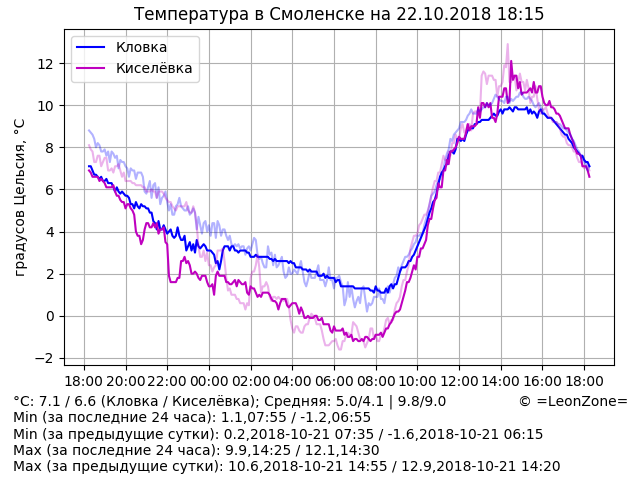 Температура в Смоленске на 22.10.2018 18:15
Кловка
Киселёвка
градусов Цельсия, °C
12
10
8
6
4
2
0
−2
18:00 20:00 22:00 00:00 02:00 04:00 06:00 08:00 10:00 12:00 14:00 16:00 18:00
°C: 7.1 / 6.6 (Кловка / Киселёвка); Средняя: 5.0/4.1 | 9.8/9.0 © =LeonZone=
Min (за последние 24 часа): 1.1,07:55 / -1.2,06:55
Min (за предыдущие сутки): 0.2,2018-10-21 07:35 / -1.6,2018-10-21 06:15
Max (за последние 24 часа): 9.9,14:25 / 12.1,14:30
Max (за предыдущие сутки): 10.6,2018-10-21 14:55 / 12.9,2018-10-21 14:20